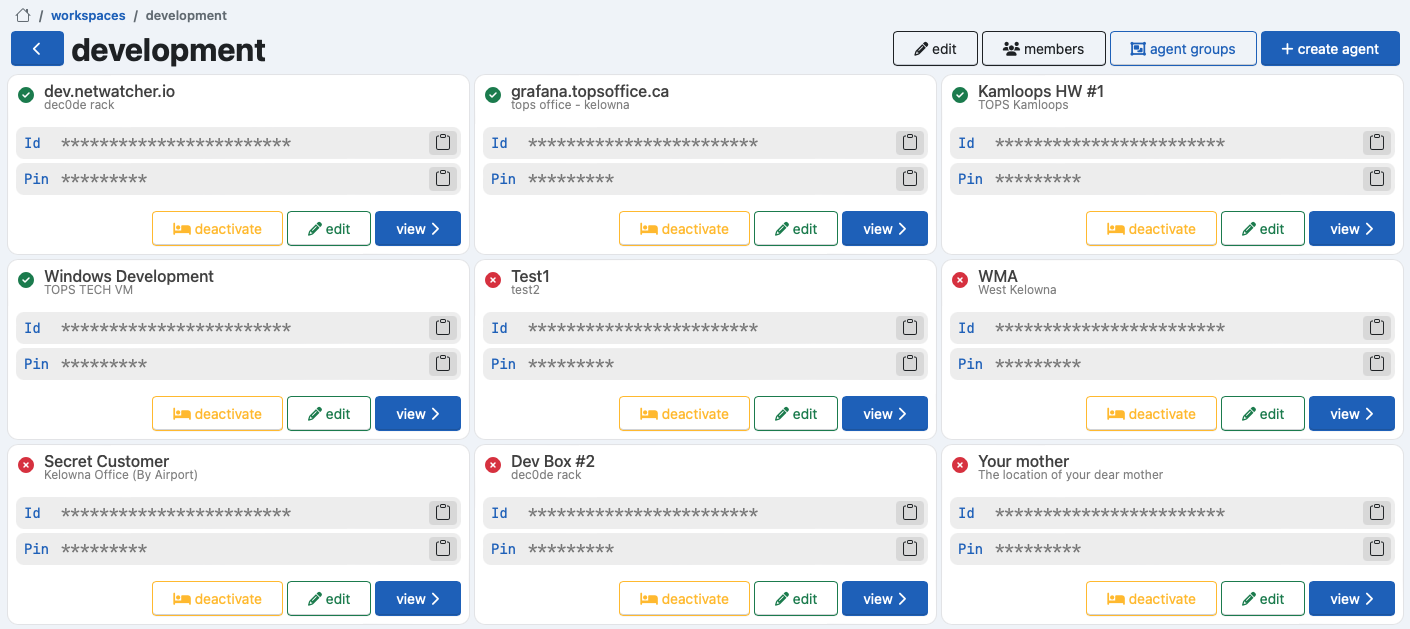 / workspaces / development
development
edit
members
agent groups
+ create agent
dev.netwatcher.io
dec0de rack
Id ************************
Pin *********
deactivate
edit
view
grafana.topsoffice.ca
tops office - kelowna
Id ************************
Pin *********
deactivate
edit
view
Kamloops HW #1
TOPS Kamloops
Id ************************
Pin *********
deactivate
edit
view
Windows Development
TOPS TECH VM
Id ************************
Pin *********
deactivate
edit
view
Test1
test2
Id ************************
Pin *********
deactivate
edit
view
WMA
West Kelowna
Id ************************
Pin *********
deactivate
edit
view
Secret Customer
Kelowna Office (By Airport)
Id ************************
Pin *********
deactivate
edit
view
Dev Box #2
dec0de rack
Id ************************
Pin *********
deactivate
edit
view
Your mother
The location of your dear mother
Id ************************
Pin *********
deactivate
edit
view